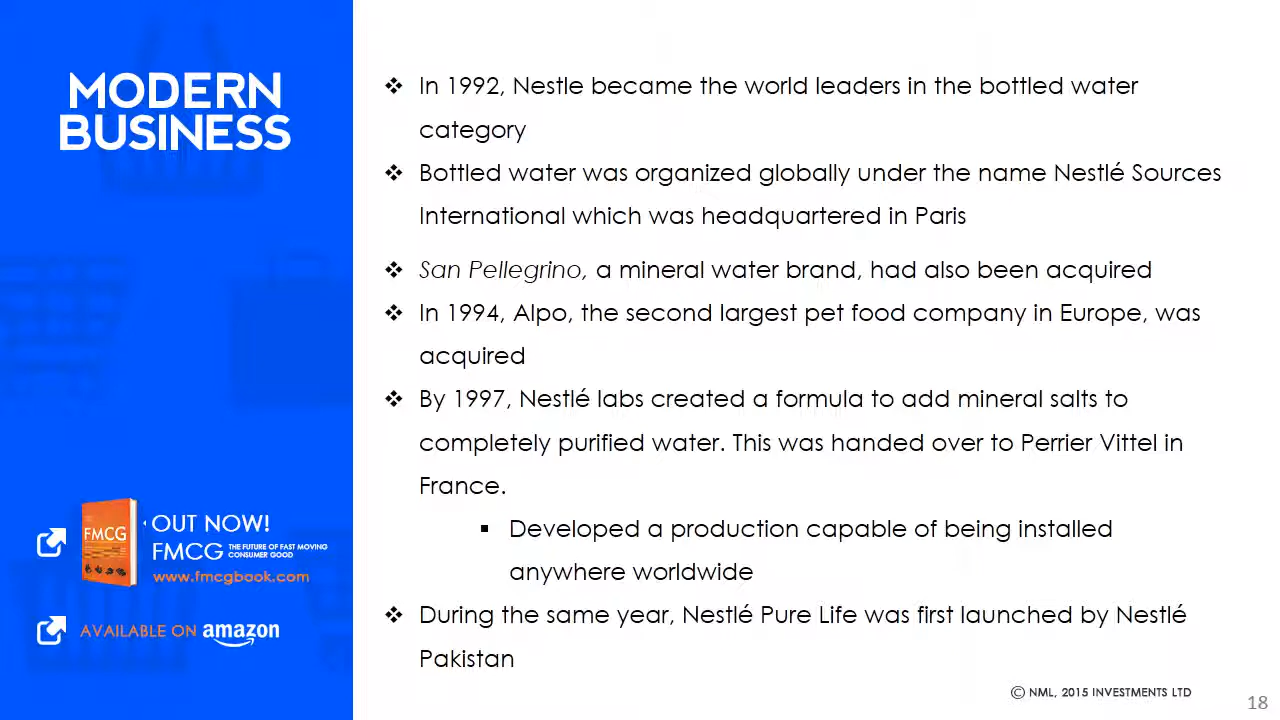 MODERN
BUSINESS
❖ In 1992, Nestle became the world leaders in the bottled water
category
❖ Bottled water was organized globally under the name Nestlé Sources
International which was headquartered in Paris
❖ San Pellegrino, a mineral water brand, had also been acquired
❖ In 1994, Alpo, the second largest pet food company in Europe, was
acquired
❖ By 1997, Nestlé labs created a formula to add mineral salts to
completely purified water. This was handed over to Perrier Vittel in
France.
▪ Developed a production capable of being installed
anywhere worldwide
❖ During the same year, Nestlé Pure Life was first launched by Nestlé
Pakistan
FMCG
OUT NOW!
FMCG THE FUTURE OF FAST MOVING
CONSUMER GOOD
www.fmcgbook.com
AVAILABLE ON amazon
© NML, 2015 INVESTMENTS LTD
18